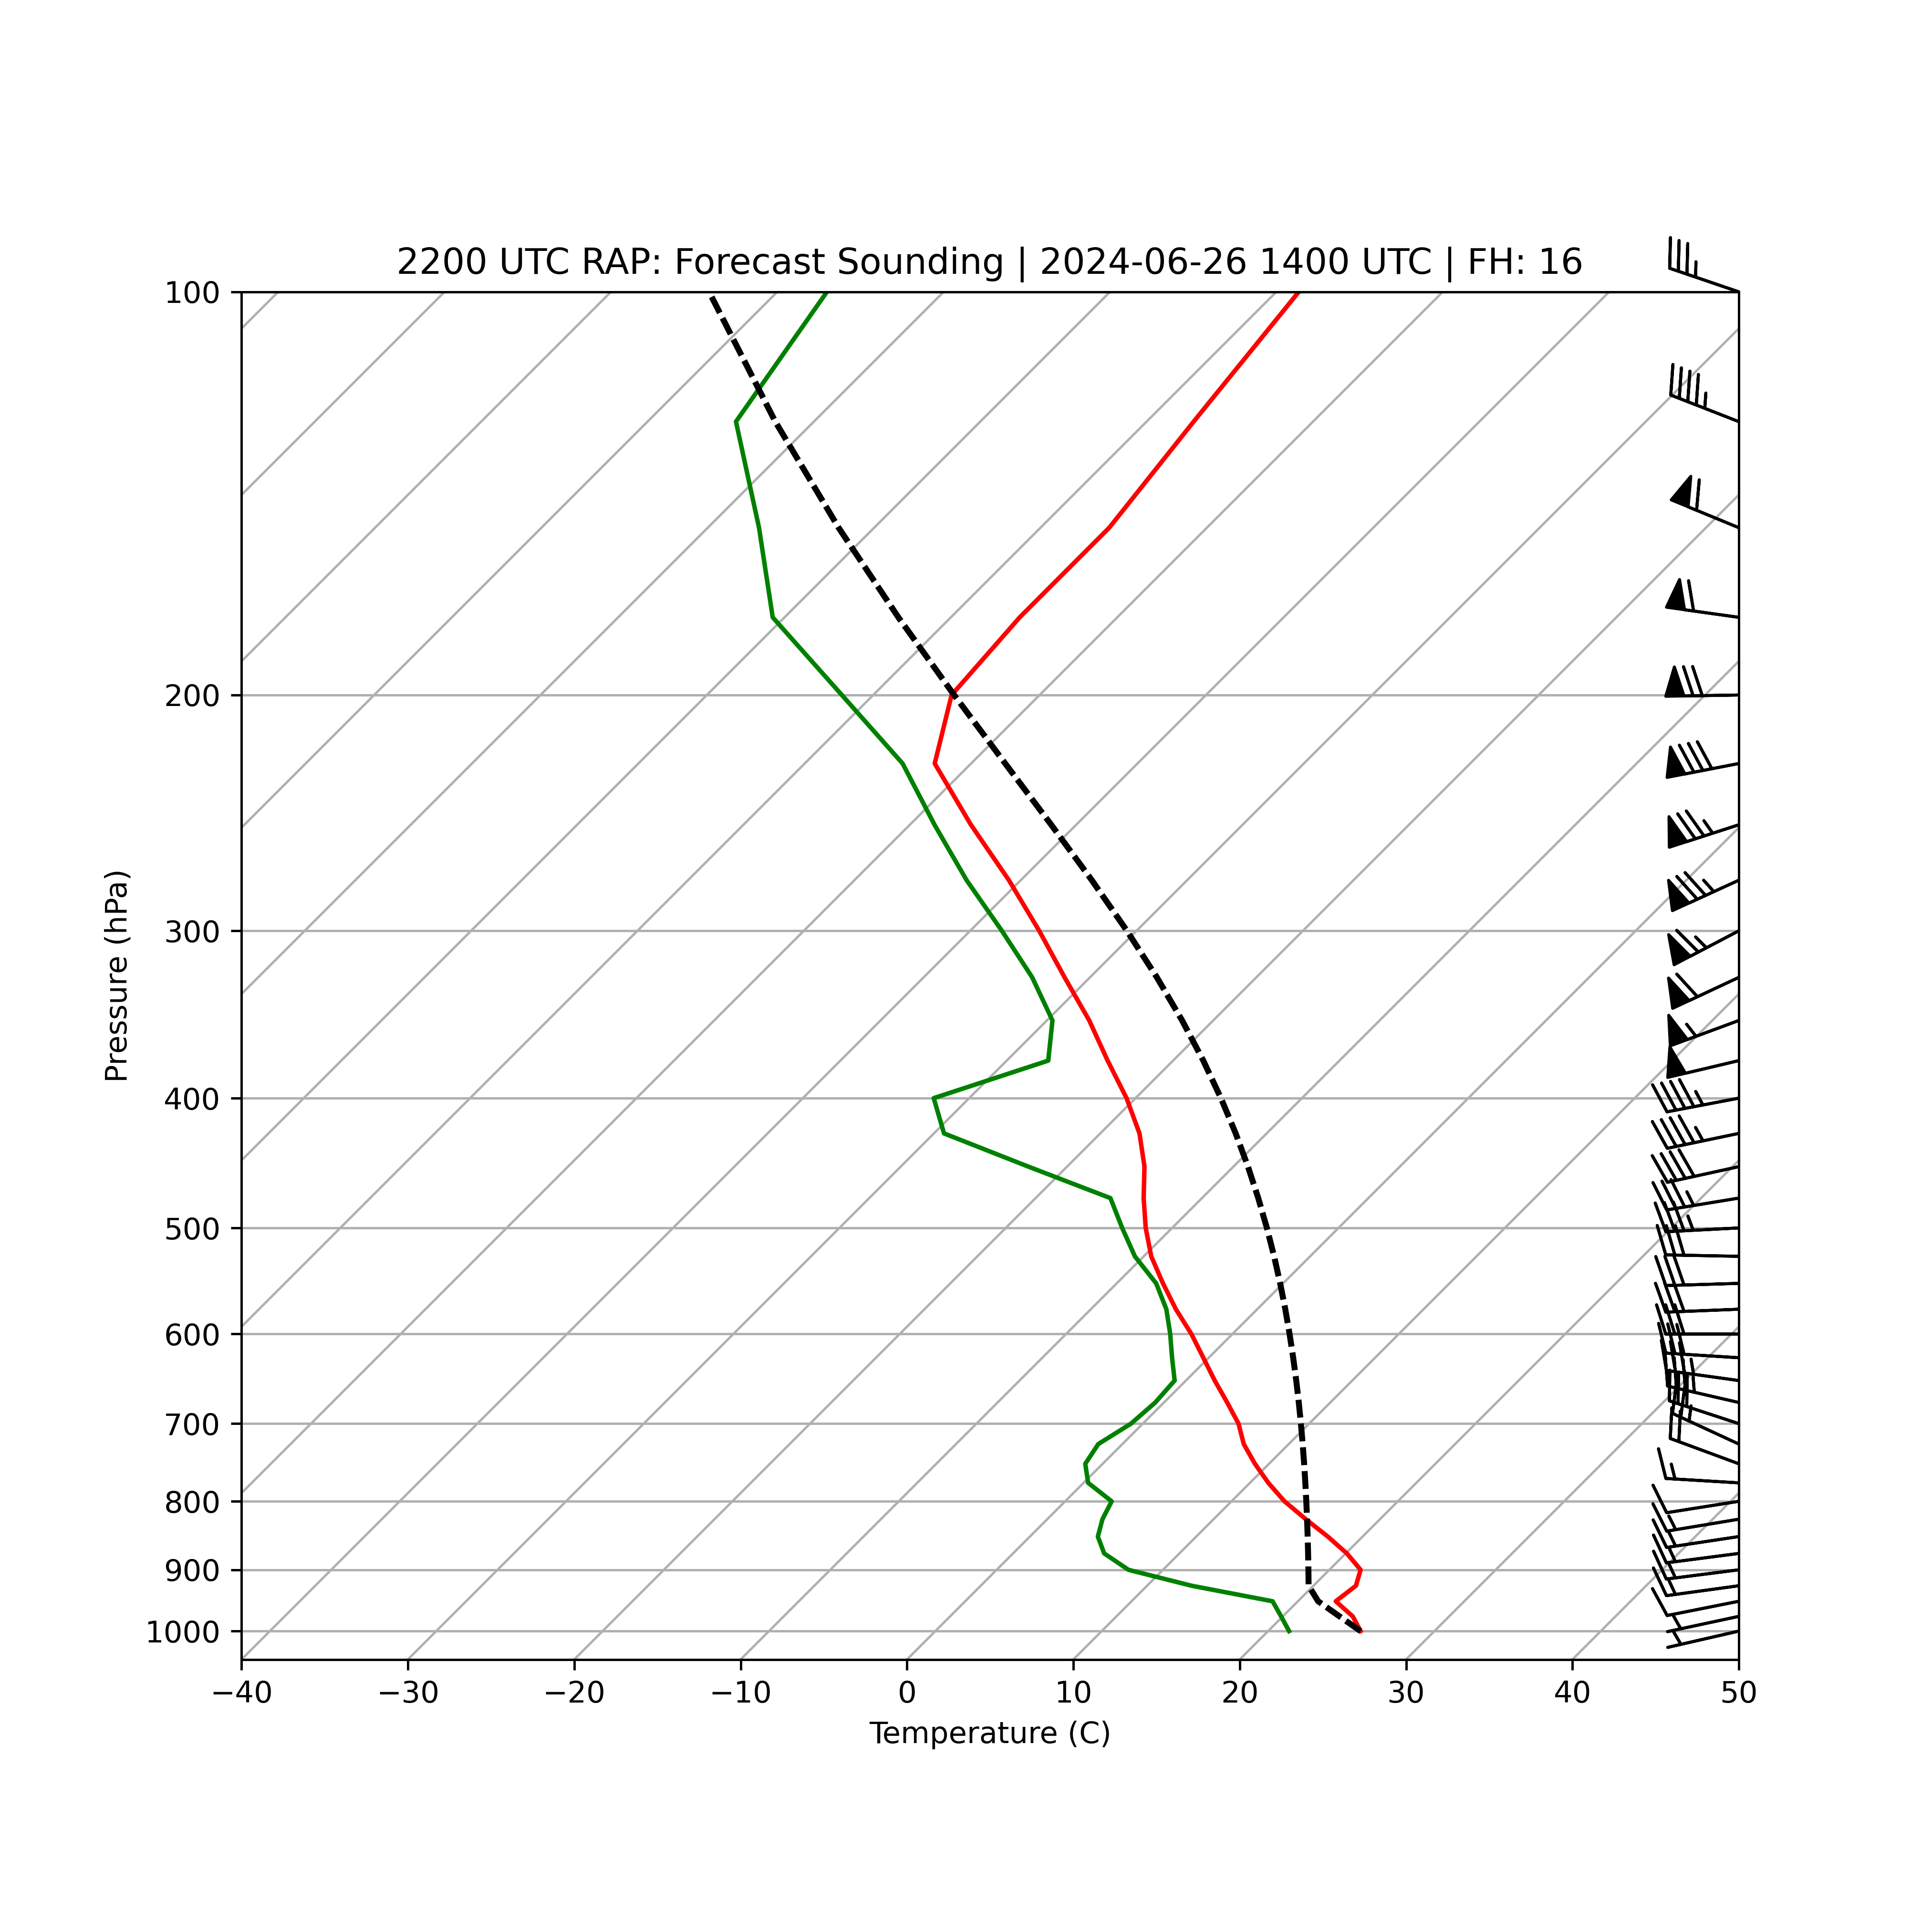 2200 UTC RAP: Forecast Sounding | 2024-06-26 1400 UTC | FH: 16
100
200
300
400
500
600
700
800
900
1000
Pressure (hPa)
−40 −30 −20 −10 0 10 20 30 40 50
Temperature (C)